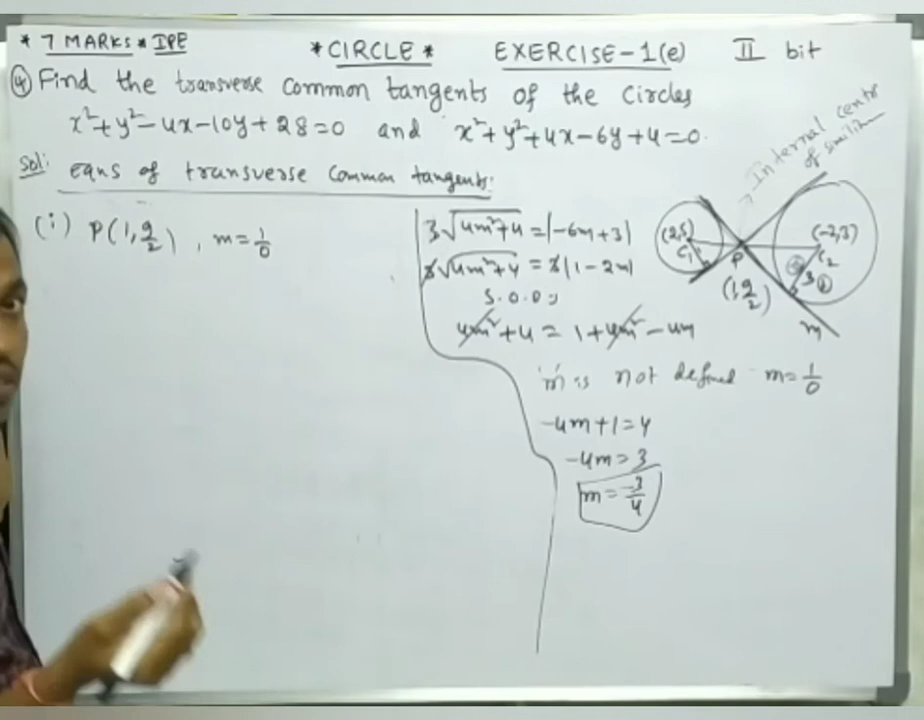 * 7 MARKS * IPE * CIRCLE * EXERCISE-1(e) II bit
④ Find the transverse common tangents of the circles
x²+y²-4x-10y+28=0 and x²+y²+4x-6y+4=0.
Sol: eqns of transverse common tangents:
(i) P(1, 9/2), m=1/0
3√4m²+4 = |-6m+3|
3√4m²+4 = 3|1-2m|
S.O.B.S
4m²+4 = 1+4m²-4m
'm' is not defined m=1/0
-4m+1=4
-4m=3
m=-3/4
Internal centre
of similitu
(2,5)
C₁
P
(1, 9/2)
(-2,3)
C₂
3
m